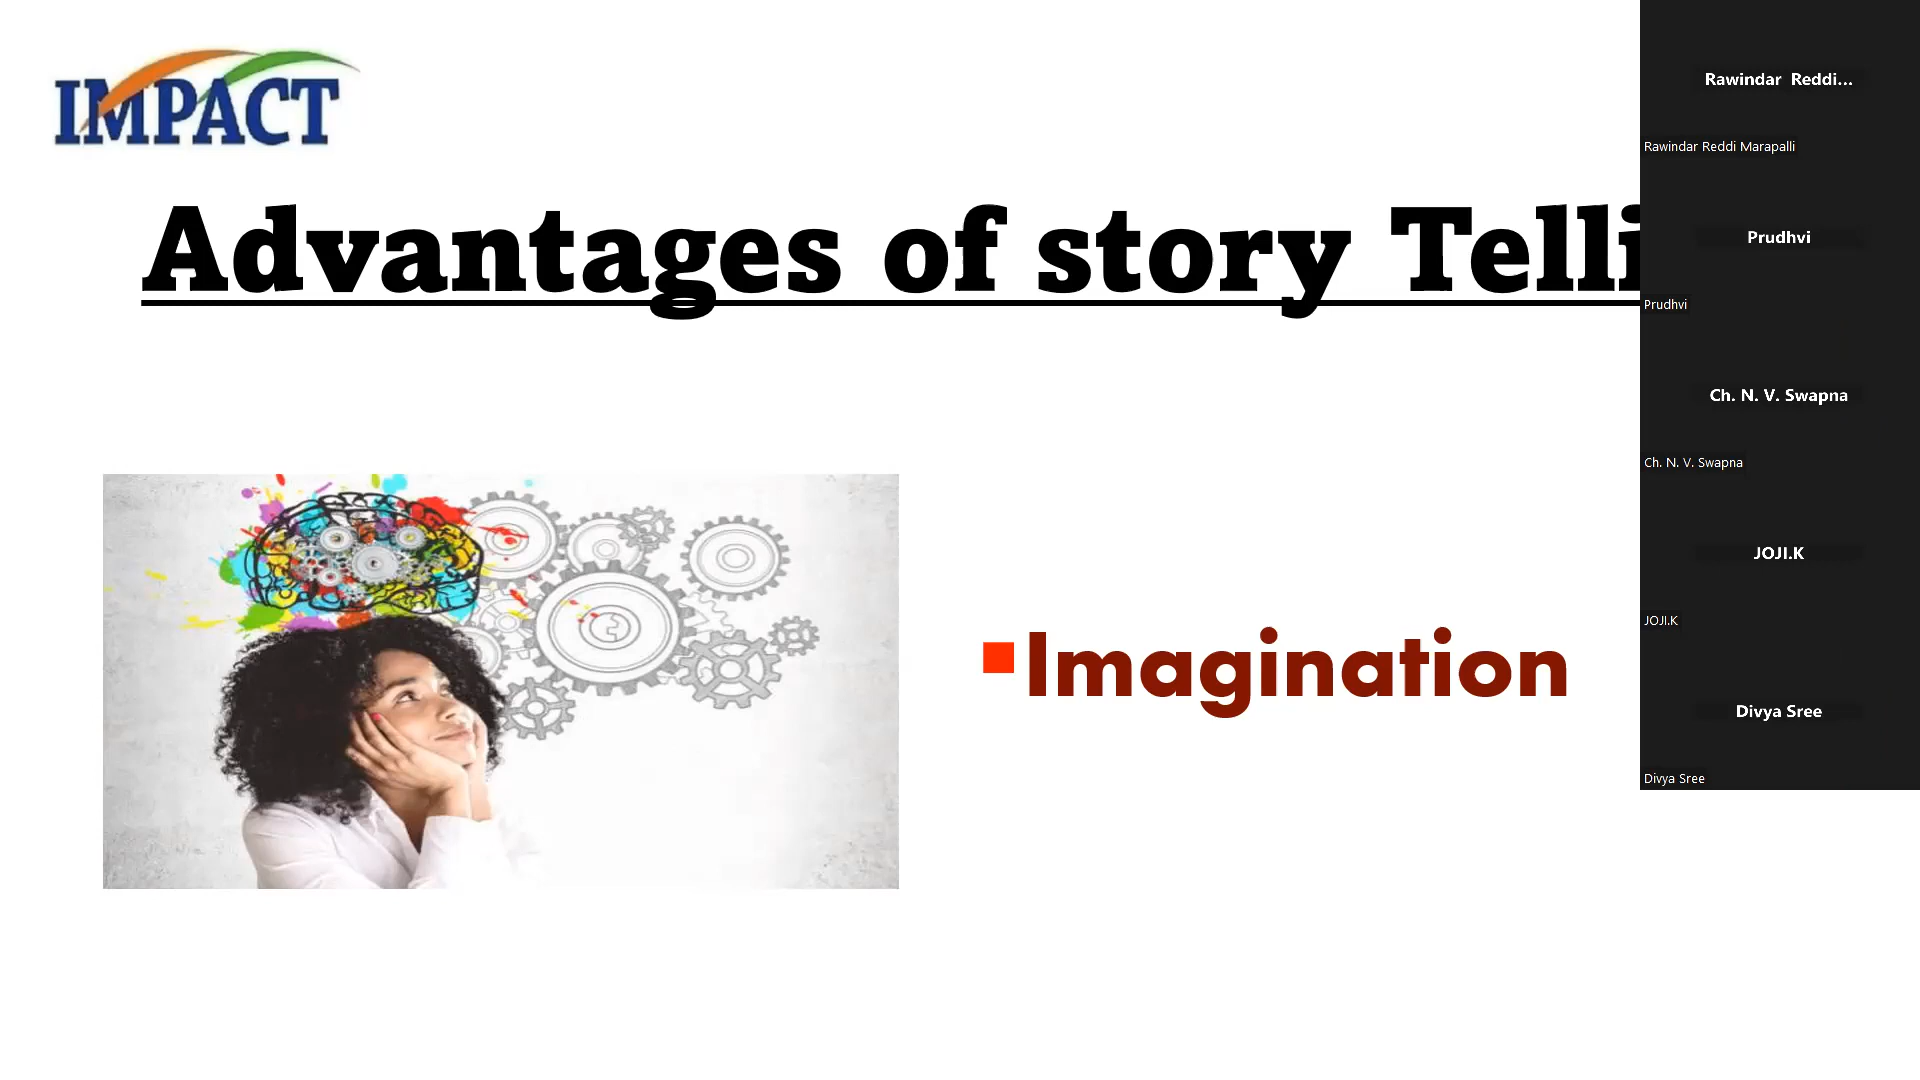 IMPACT
Advantages of story Telli
Imagination
Rawindar Reddi...
Rawindar Reddi Marapalli
Prudhvi
Prudhvi
Ch. N. V. Swapna
Ch. N. V. Swapna
JOJI.K
JOJI.K
Divya Sree
Divya Sree